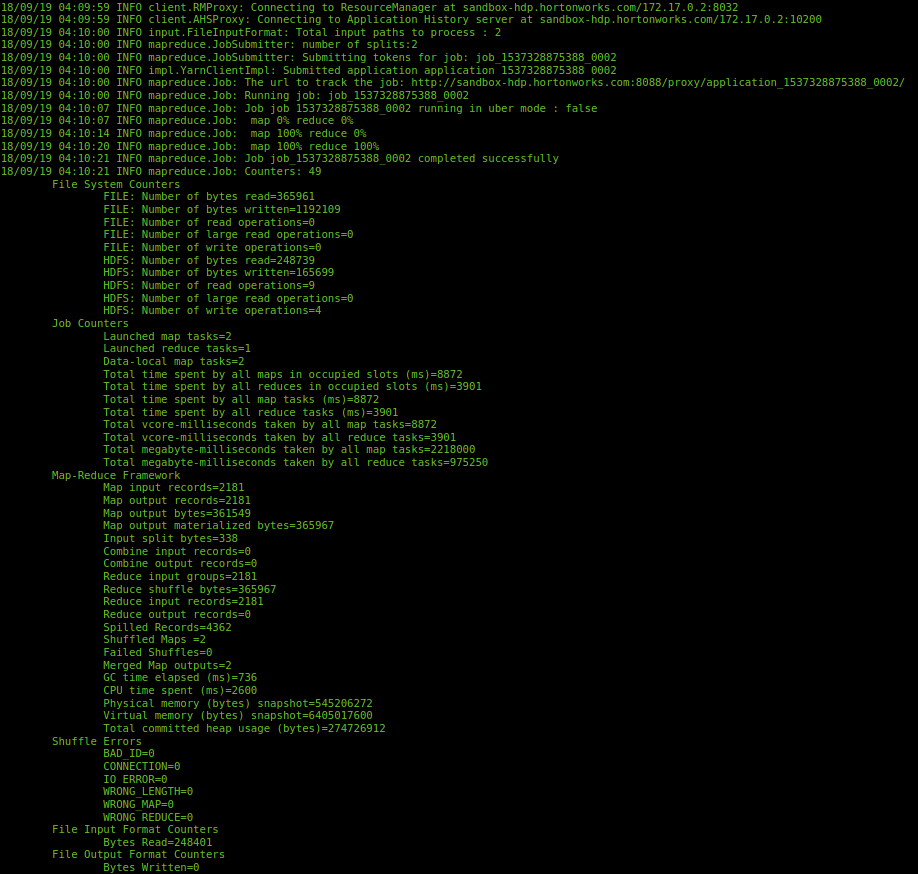 18/09/19 04:09:59 INFO client.RMProxy: Connecting to ResourceManager at sandbox-hdp.hortonworks.com/172.17.0.2:8032
18/09/19 04:09:59 INFO client.AHSProxy: Connecting to Application History server at sandbox-hdp.hortonworks.com/172.17.0.2:10200
18/09/19 04:10:00 INFO input.FileInputFormat: Total input paths to process : 2
18/09/19 04:10:00 INFO mapreduce.JobSubmitter: number of splits:2
18/09/19 04:10:00 INFO mapreduce.JobSubmitter: Submitting tokens for job: job_1537328875388_0002
18/09/19 04:10:00 INFO impl.YarnClientImpl: Submitted application application_1537328875388_0002
18/09/19 04:10:00 INFO mapreduce.Job: The url to track the job: http://sandbox-hdp.hortonworks.com:8088/proxy/application_1537328875388_0002/
18/09/19 04:10:00 INFO mapreduce.Job: Running job: job_1537328875388_0002
18/09/19 04:10:07 INFO mapreduce.Job: Job job_1537328875388_0002 running in uber mode : false
18/09/19 04:10:07 INFO mapreduce.Job:  map 0% reduce 0%
18/09/19 04:10:14 INFO mapreduce.Job:  map 100% reduce 0%
18/09/19 04:10:20 INFO mapreduce.Job:  map 100% reduce 100%
18/09/19 04:10:21 INFO mapreduce.Job: Job job_1537328875388_0002 completed successfully
18/09/19 04:10:21 INFO mapreduce.Job: Counters: 49
File System Counters
FILE: Number of bytes read=365961
FILE: Number of bytes written=1192109
FILE: Number of read operations=0
FILE: Number of large read operations=0
FILE: Number of write operations=0
HDFS: Number of bytes read=248739
HDFS: Number of bytes written=165699
HDFS: Number of read operations=9
HDFS: Number of large read operations=0
HDFS: Number of write operations=4
Job Counters
Launched map tasks=2
Launched reduce tasks=1
Data-local map tasks=2
Total time spent by all maps in occupied slots (ms)=8872
Total time spent by all reduces in occupied slots (ms)=3901
Total time spent by all map tasks (ms)=8872
Total time spent by all reduce tasks (ms)=3901
Total vcore-milliseconds taken by all map tasks=8872
Total vcore-milliseconds taken by all reduce tasks=3901
Total megabyte-milliseconds taken by all map tasks=2218000
Total megabyte-milliseconds taken by all reduce tasks=975250
Map-Reduce Framework
Map input records=2181
Map output records=2181
Map output bytes=361549
Map output materialized bytes=365967
Input split bytes=338
Combine input records=0
Combine output records=0
Reduce input groups=2181
Reduce shuffle bytes=365967
Reduce input records=2181
Reduce output records=0
Spilled Records=4362
Shuffled Maps =2
Failed Shuffles=0
Merged Map outputs=2
GC time elapsed (ms)=736
CPU time spent (ms)=2600
Physical memory (bytes) snapshot=545206272
Virtual memory (bytes) snapshot=6405017600
Total committed heap usage (bytes)=274726912
Shuffle Errors
BAD_ID=0
CONNECTION=0
IO_ERROR=0
WRONG_LENGTH=0
WRONG_MAP=0
WRONG_REDUCE=0
File Input Format Counters
Bytes Read=248401
File Output Format Counters
Bytes Written=0